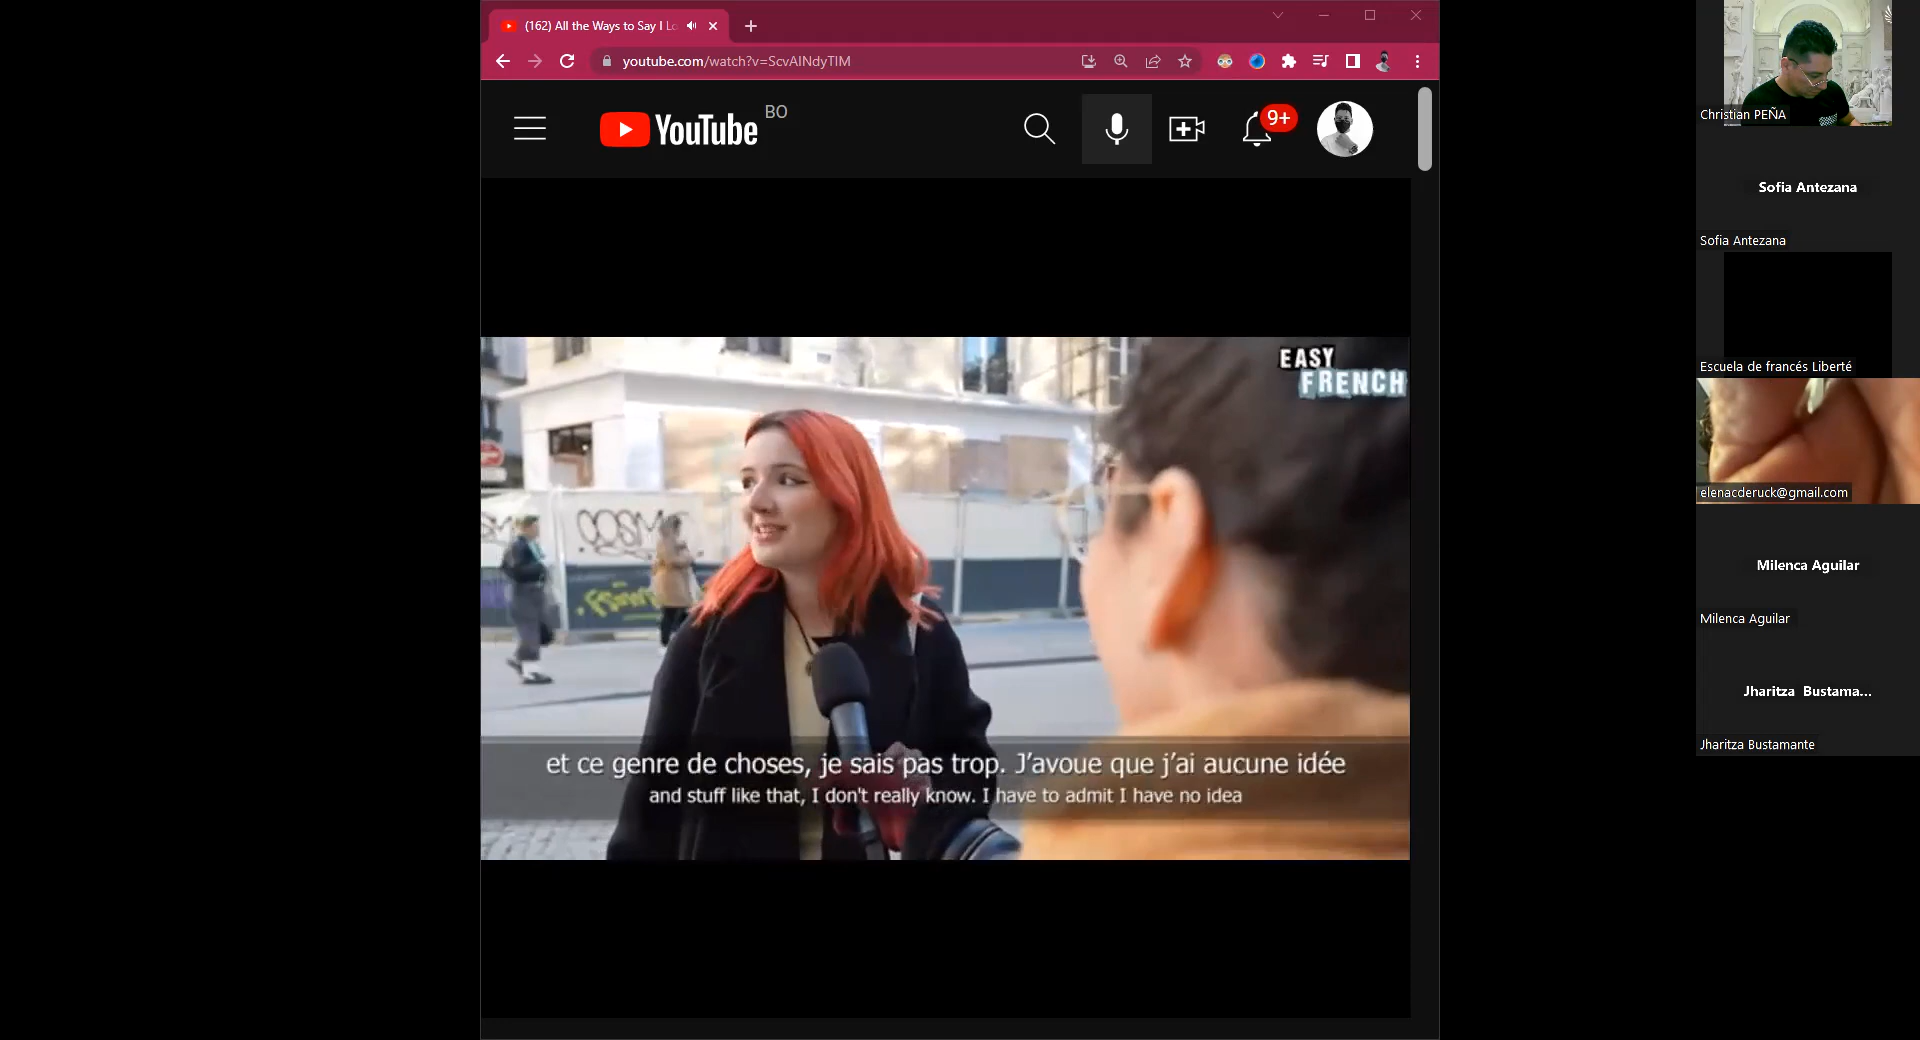 (162) All the Ways to Say I Lo
youtube.com/watch?v=ScvAlNdyTlM
YouTube BO
9+
EASY
FRENCH
COSM
et ce genre de choses, je sais pas trop. J'avoue que j'ai aucune idée
and stuff like that, I don't really know. I have to admit I have no idea
Christian PEÑA
Sofia Antezana
Sofia Antezana
Escuela de francés Liberté
elenacderuck@gmail.com
Milenca Aguilar
Milenca Aguilar
Jharitza Bustama...
Jharitza Bustamante